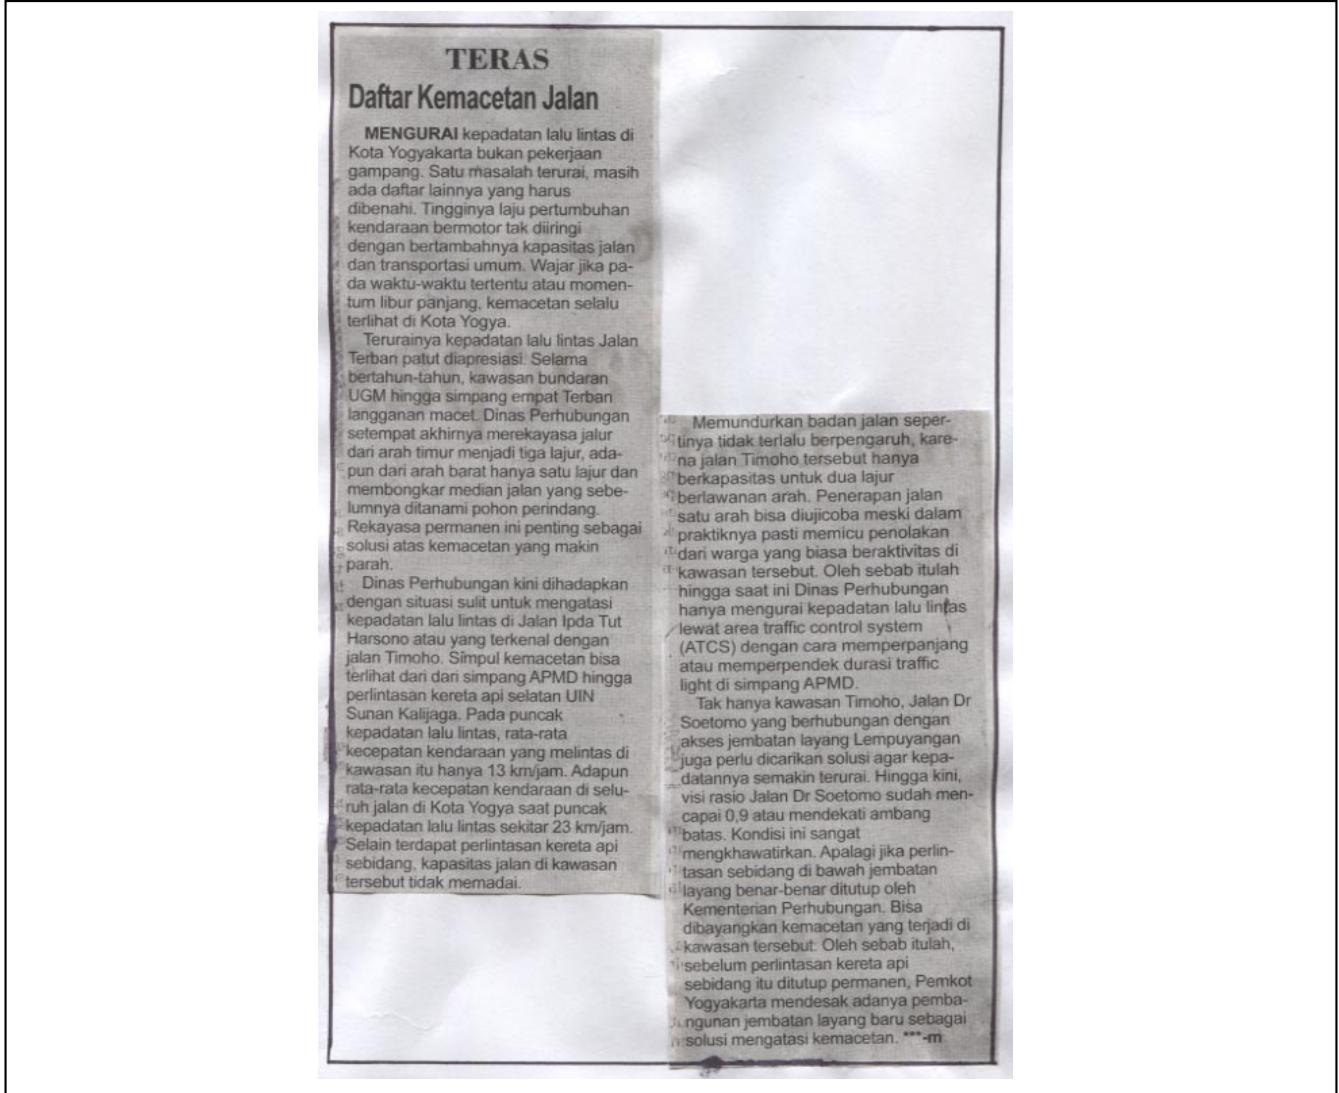 TERAS
Daftar Kemacetan Jalan
MENGURAI kepadatan lalu lintas di
Kota Yogyakarta bukan pekerjaan
gampang. Satu masalah terurai, masih
ada daftar lainnya yang harus
dibenahi. Tingginya laju pertumbuhan
kendaraan bermotor tak diiringi
dengan bertambahnya kapasitas jalan
dan transportasi umum. Wajar jika pa-
da waktu-waktu tertentu atau momen-
tum libur panjang, kemacetan selalu
terlihat di Kota Yogya.
Terurainya kepadatan lalu lintas Jalan
Terban patut diapresiasi. Selama
bertahun-tahun, kawasan bundaran
UGM hingga simpang empat Terban
langganan macet. Dinas Perhubungan
setempat akhirnya merekayasa jalur
dari arah timur menjadi tiga lajur, ada-
pun dari arah barat hanya satu lajur dan
membongkar median jalan yang sebe-
lumnya ditanami pohon perindang.
Rekayasa permanen ini penting sebagai
solusi atas kemacetan yang makin
parah.
Dinas Perhubungan kini dihadapkan
dengan situasi sulit untuk mengatasi
kepadatan lalu lintas di Jalan Ipda Tut
Harsono atau yang terkenal dengan
jalan Timoho. Simpul kemacetan bisa
terlihat dari dari simpang APMD hingga
perlintasan kereta api selatan UIN
Sunan Kalijaga. Pada puncak
kepadatan lalu lintas, rata-rata
kecepatan kendaraan yang melintas di
kawasan itu hanya 13 km/jam. Adapun
rata-rata kecepatan kendaraan di selu-
ruh jalan di Kota Yogya saat puncak
kepadatan lalu lintas sekitar 23 km/jam.
Selain terdapat perlintasan kereta api
sebidang, kapasitas jalan di kawasan
tersebut tidak memadai.
Memundurkan badan jalan seper-
tinya tidak terlalu berpengaruh, kare-
na jalan Timoho tersebut hanya
berkapasitas untuk dua lajur
berlawanan arah. Penerapan jalan
satu arah bisa diujicoba meski dalam
praktiknya pasti memicu penolakan
dari warga yang biasa beraktivitas di
kawasan tersebut. Oleh sebab itulah
hingga saat ini Dinas Perhubungan
hanya mengurai kepadatan lalu lintas
lewat area traffic control system
(ATCS) dengan cara memperpanjang
atau memperpendek durasi traffic
light di simpang APMD.
Tak hanya kawasan Timoho, Jalan Dr
Soetomo yang berhubungan dengan
akses jembatan layang Lempuyangan
juga perlu dicarikan solusi agar kepa-
datannya semakin terurai. Hingga kini,
visi rasio Jalan Dr Soetomo sudah men-
capai 0,9 atau mendekati ambang
batas. Kondisi ini sangat
mengkhawatirkan. Apalagi jika perlin-
tasan sebidang di bawah jembatan
layang benar-benar ditutup oleh
Kementerian Perhubungan. Bisa
dibayangkan kemacetan yang terjadi di
kawasan tersebut. Oleh sebab itulah,
sebelum perlintasan kereta api
sebidang itu ditutup permanen, Pemkot
Yogyakarta mendesak adanya pemba-
ngunan jembatan layang baru sebagai
solusi mengatasi kemacetan. ***-m